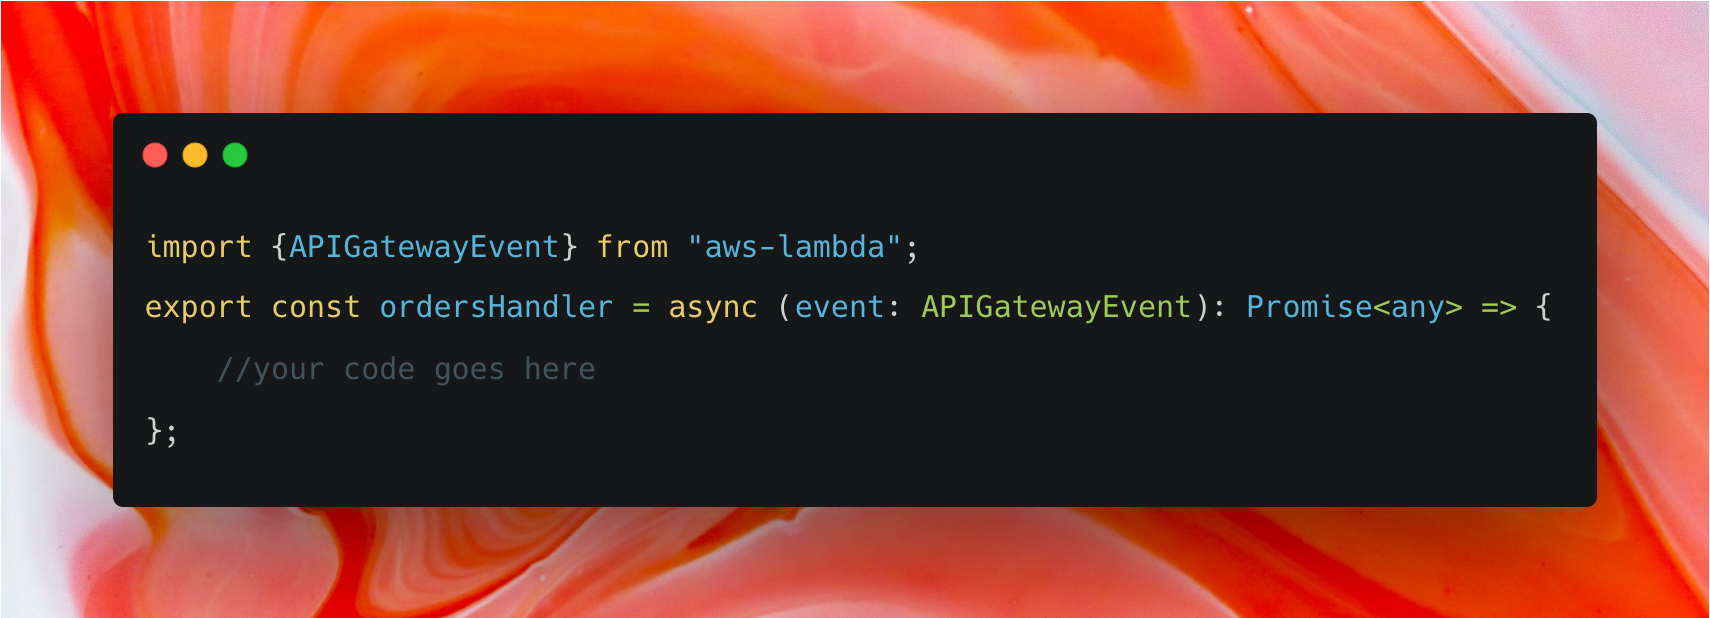 import {APIGatewayEvent} from "aws-lambda";
export const ordersHandler = async (event: APIGatewayEvent): Promise<any> => {
    //your code goes here
};